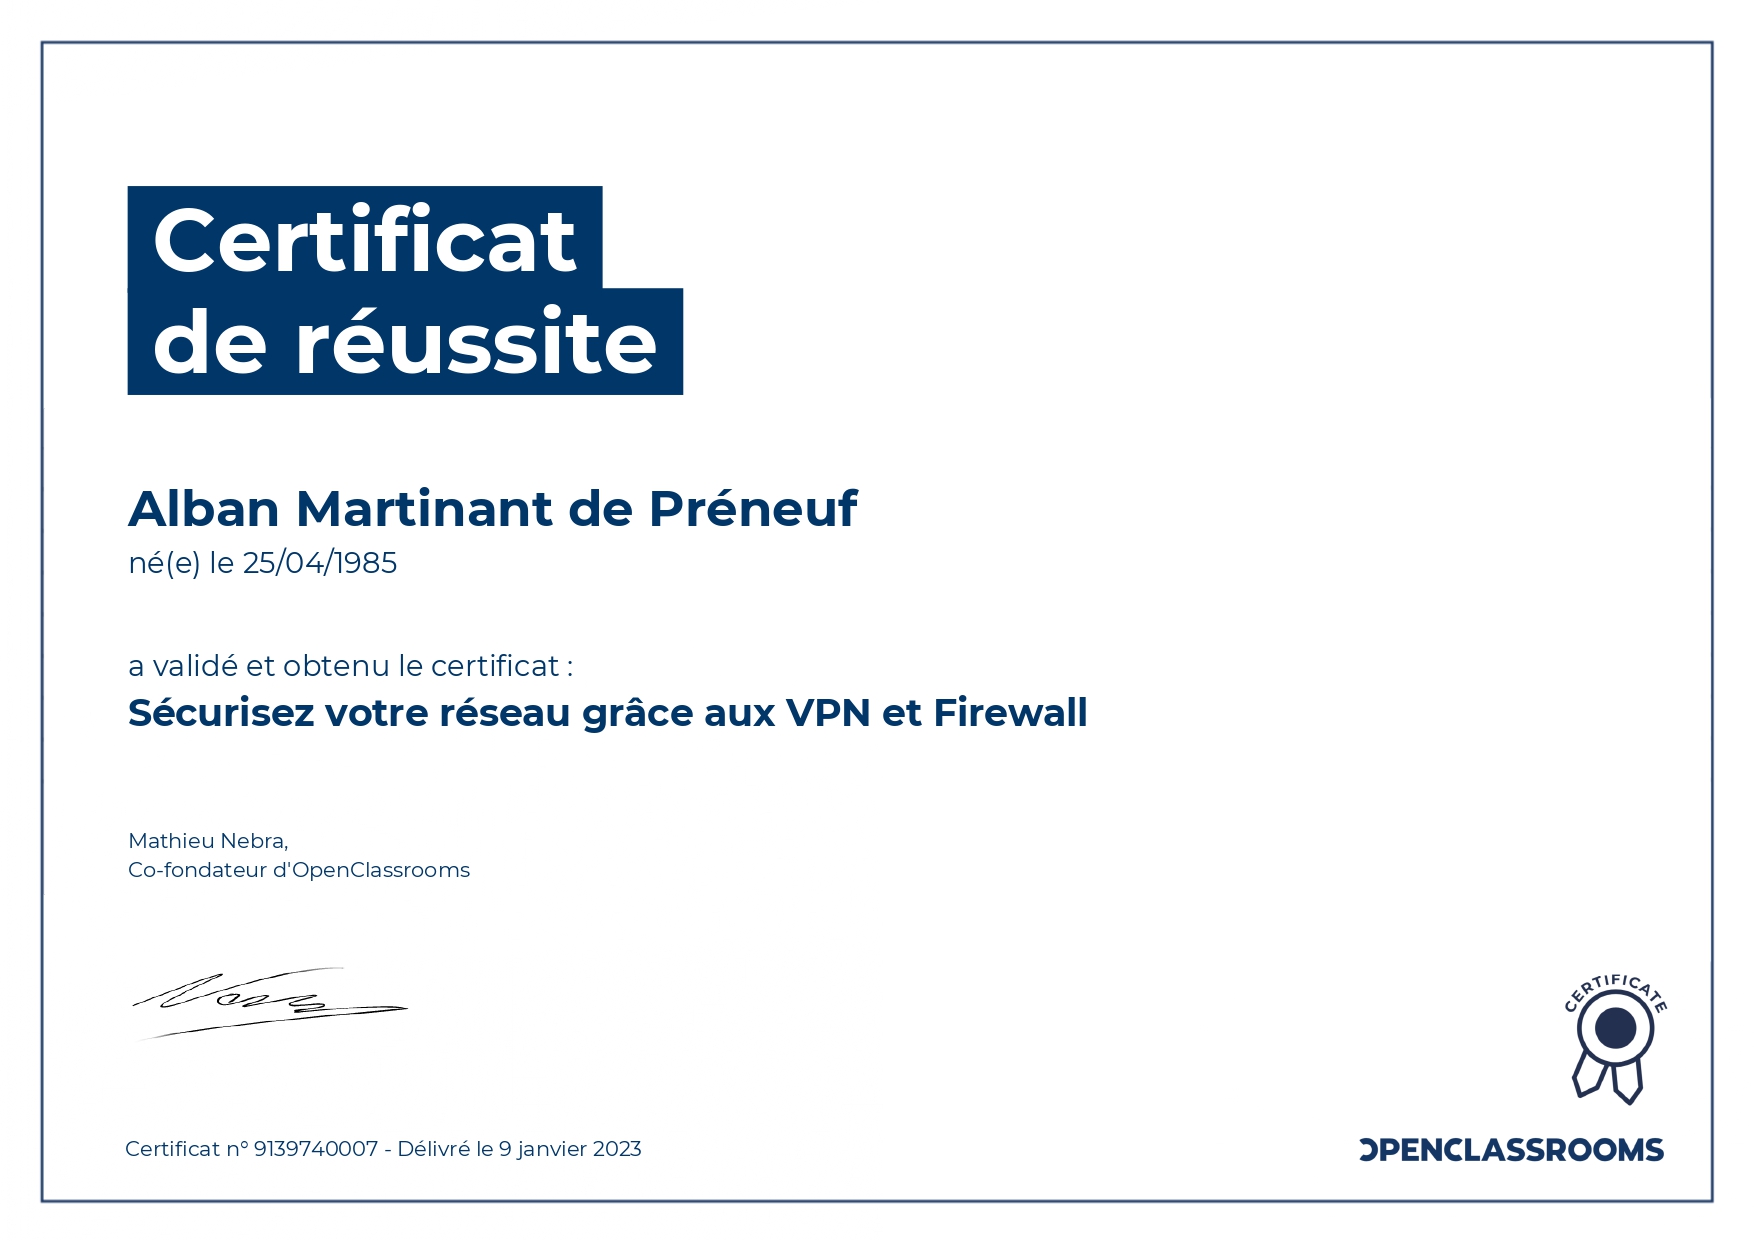 Certificat
de réussite
Alban Martinant de Préneuf
né(e) le 25/04/1985
a validé et obtenu le certificat :
Sécurisez votre réseau grâce aux VPN et Firewall
Mathieu Nebra,
Co-fondateur d'OpenClassrooms
CERTIFICATE
Certificat n° 9139740007 - Délivré le 9 janvier 2023
OPENCLASSROOMS